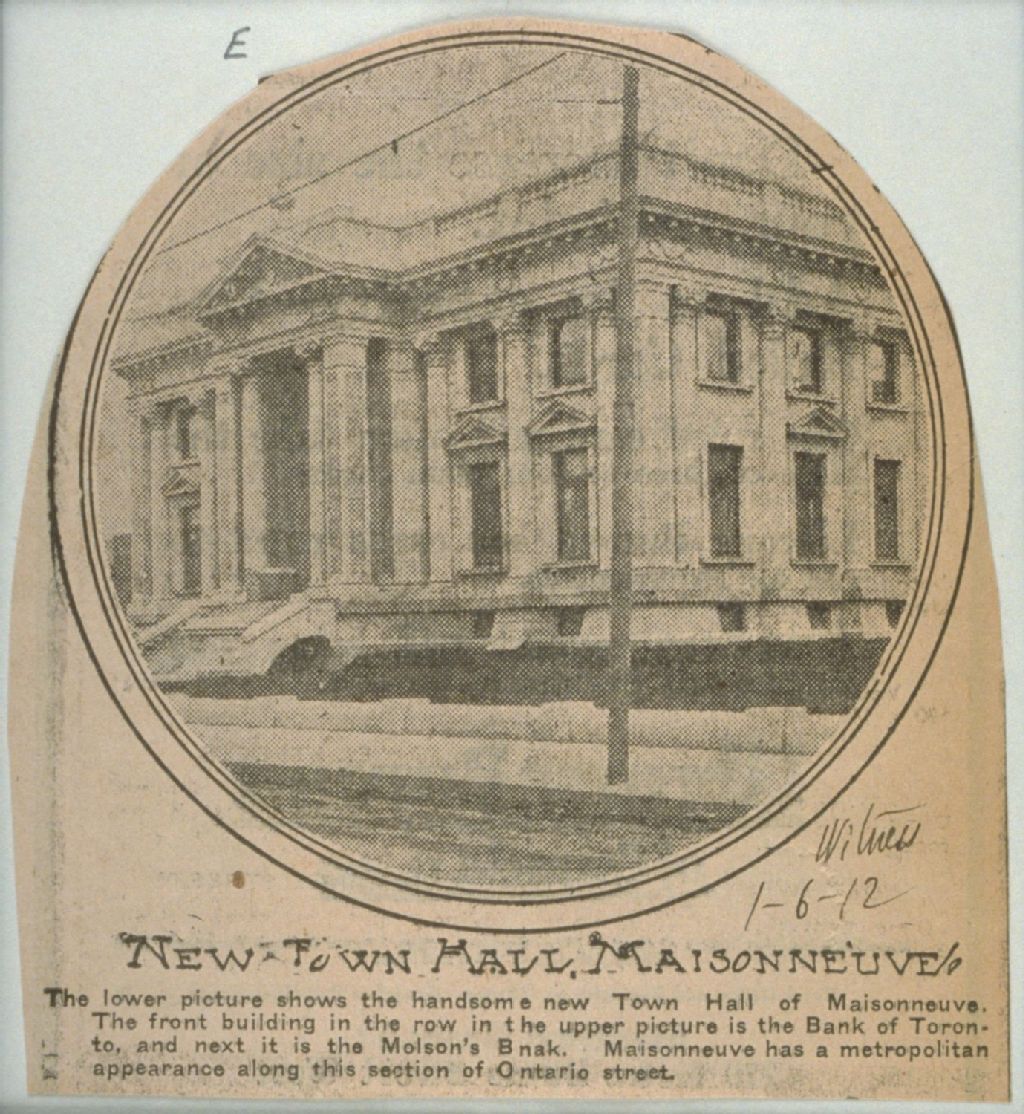 E
Witness
1-6-12
NEW TOWN HALL, MAISONNEUVE
The lower picture shows the handsome new Town Hall of Maisonneuve.
The front building in the row in the upper picture is the Bank of Toron-
to, and next it is the Molson's Bnak. Maisonneuve has a metropolitan
appearance along this section of Ontario street.